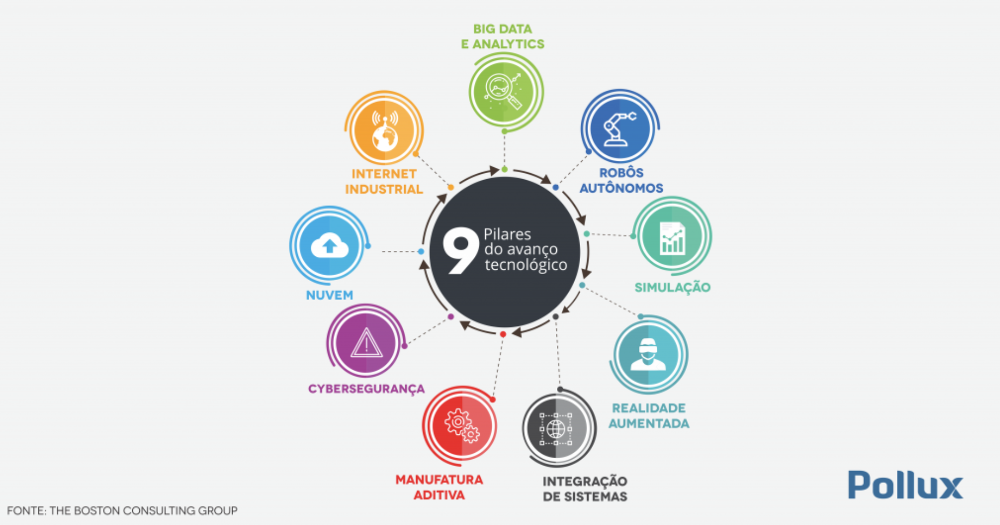 BIG DATA
E ANALYTICS
ROBÔS
AUTÔNOMOS
SIMULAÇÃO
REALIDADE
AUMENTADA
INTEGRAÇÃO
DE SISTEMAS
MANUFATURA
ADITIVA
CYBERSEGURANÇA
NUVEM
INTERNET
INDUSTRIAL
9 Pilares
do avanço
tecnológico
FONTE: THE BOSTON CONSULTING GROUP
Pollux